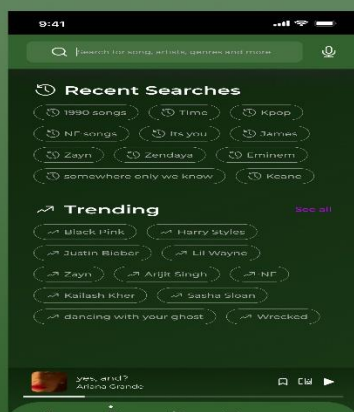 9:41
Search for song, artists, genres and more
Recent Searches
1990 songs Time Kpop
NF songs Its you James
Zayn Zendaya Eminem
somewhere only we know Keane
Trending See all
Black Pink Harry Styles
Justin Bieber Lil Wayne
Zayn Arijit Singh NF
Kailash Kher Sasha Sloan
dancing with your ghost Wrecked
yes, and?
Ariana Grande